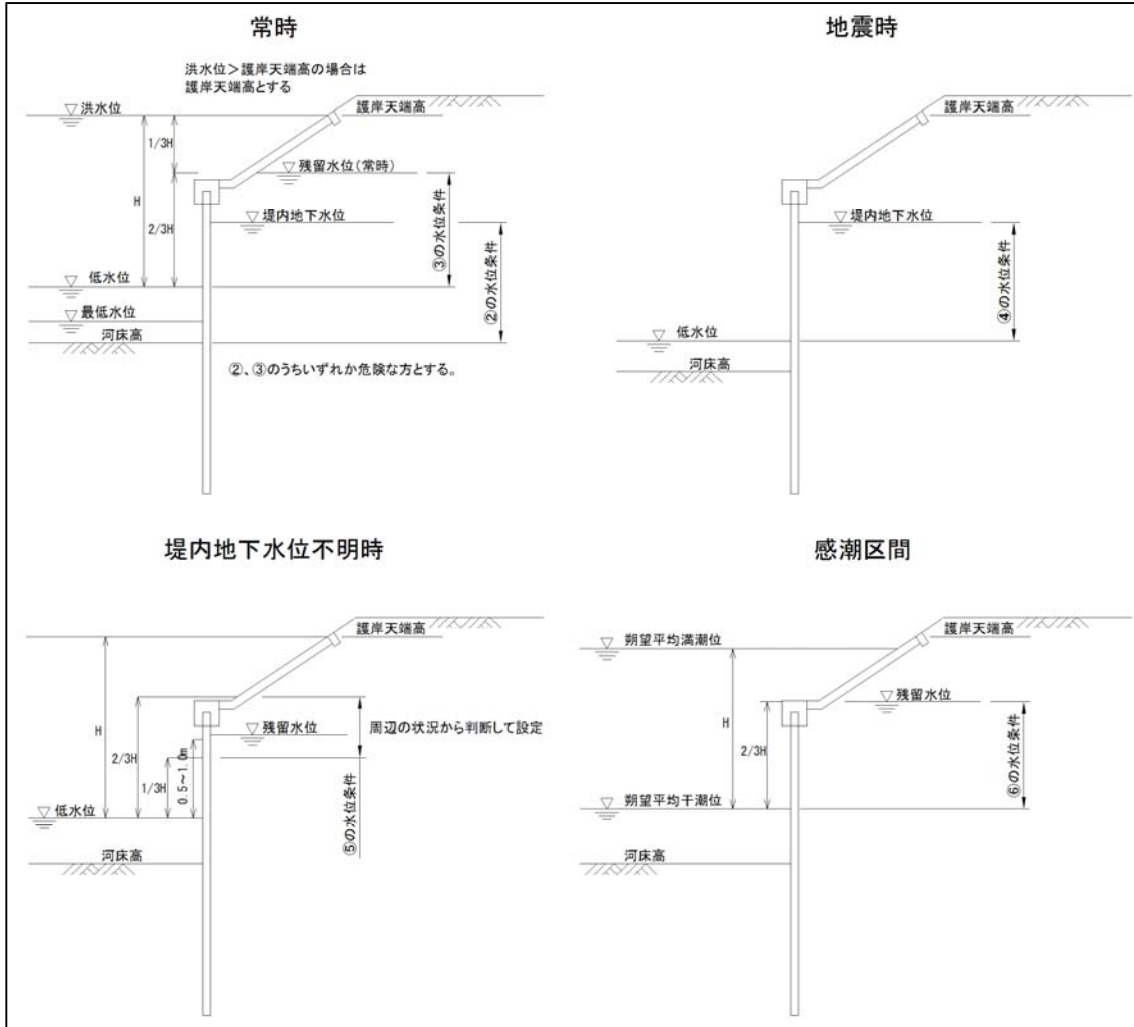 常時
洪水位＞護岸天端高の場合は
護岸天端高とする
洪水位
護岸天端高
1/3H
残留水位(常時)
H
2/3H
堤内地下水位
③の水位条件
②の水位条件
低水位
最低水位
河床高
②、③のうちいずれか危険な方とする。
地震時
護岸天端高
堤内地下水位
④の水位条件
低水位
河床高
堤内地下水位不明時
護岸天端高
H
2/3H
残留水位
周辺の状況から判断して設定
1/3H
0.5～1.0m
⑤の水位条件
低水位
河床高
感潮区間
護岸天端高
朔望平均満潮位
残留水位
H
2/3H
⑥の水位条件
朔望平均干潮位
河床高